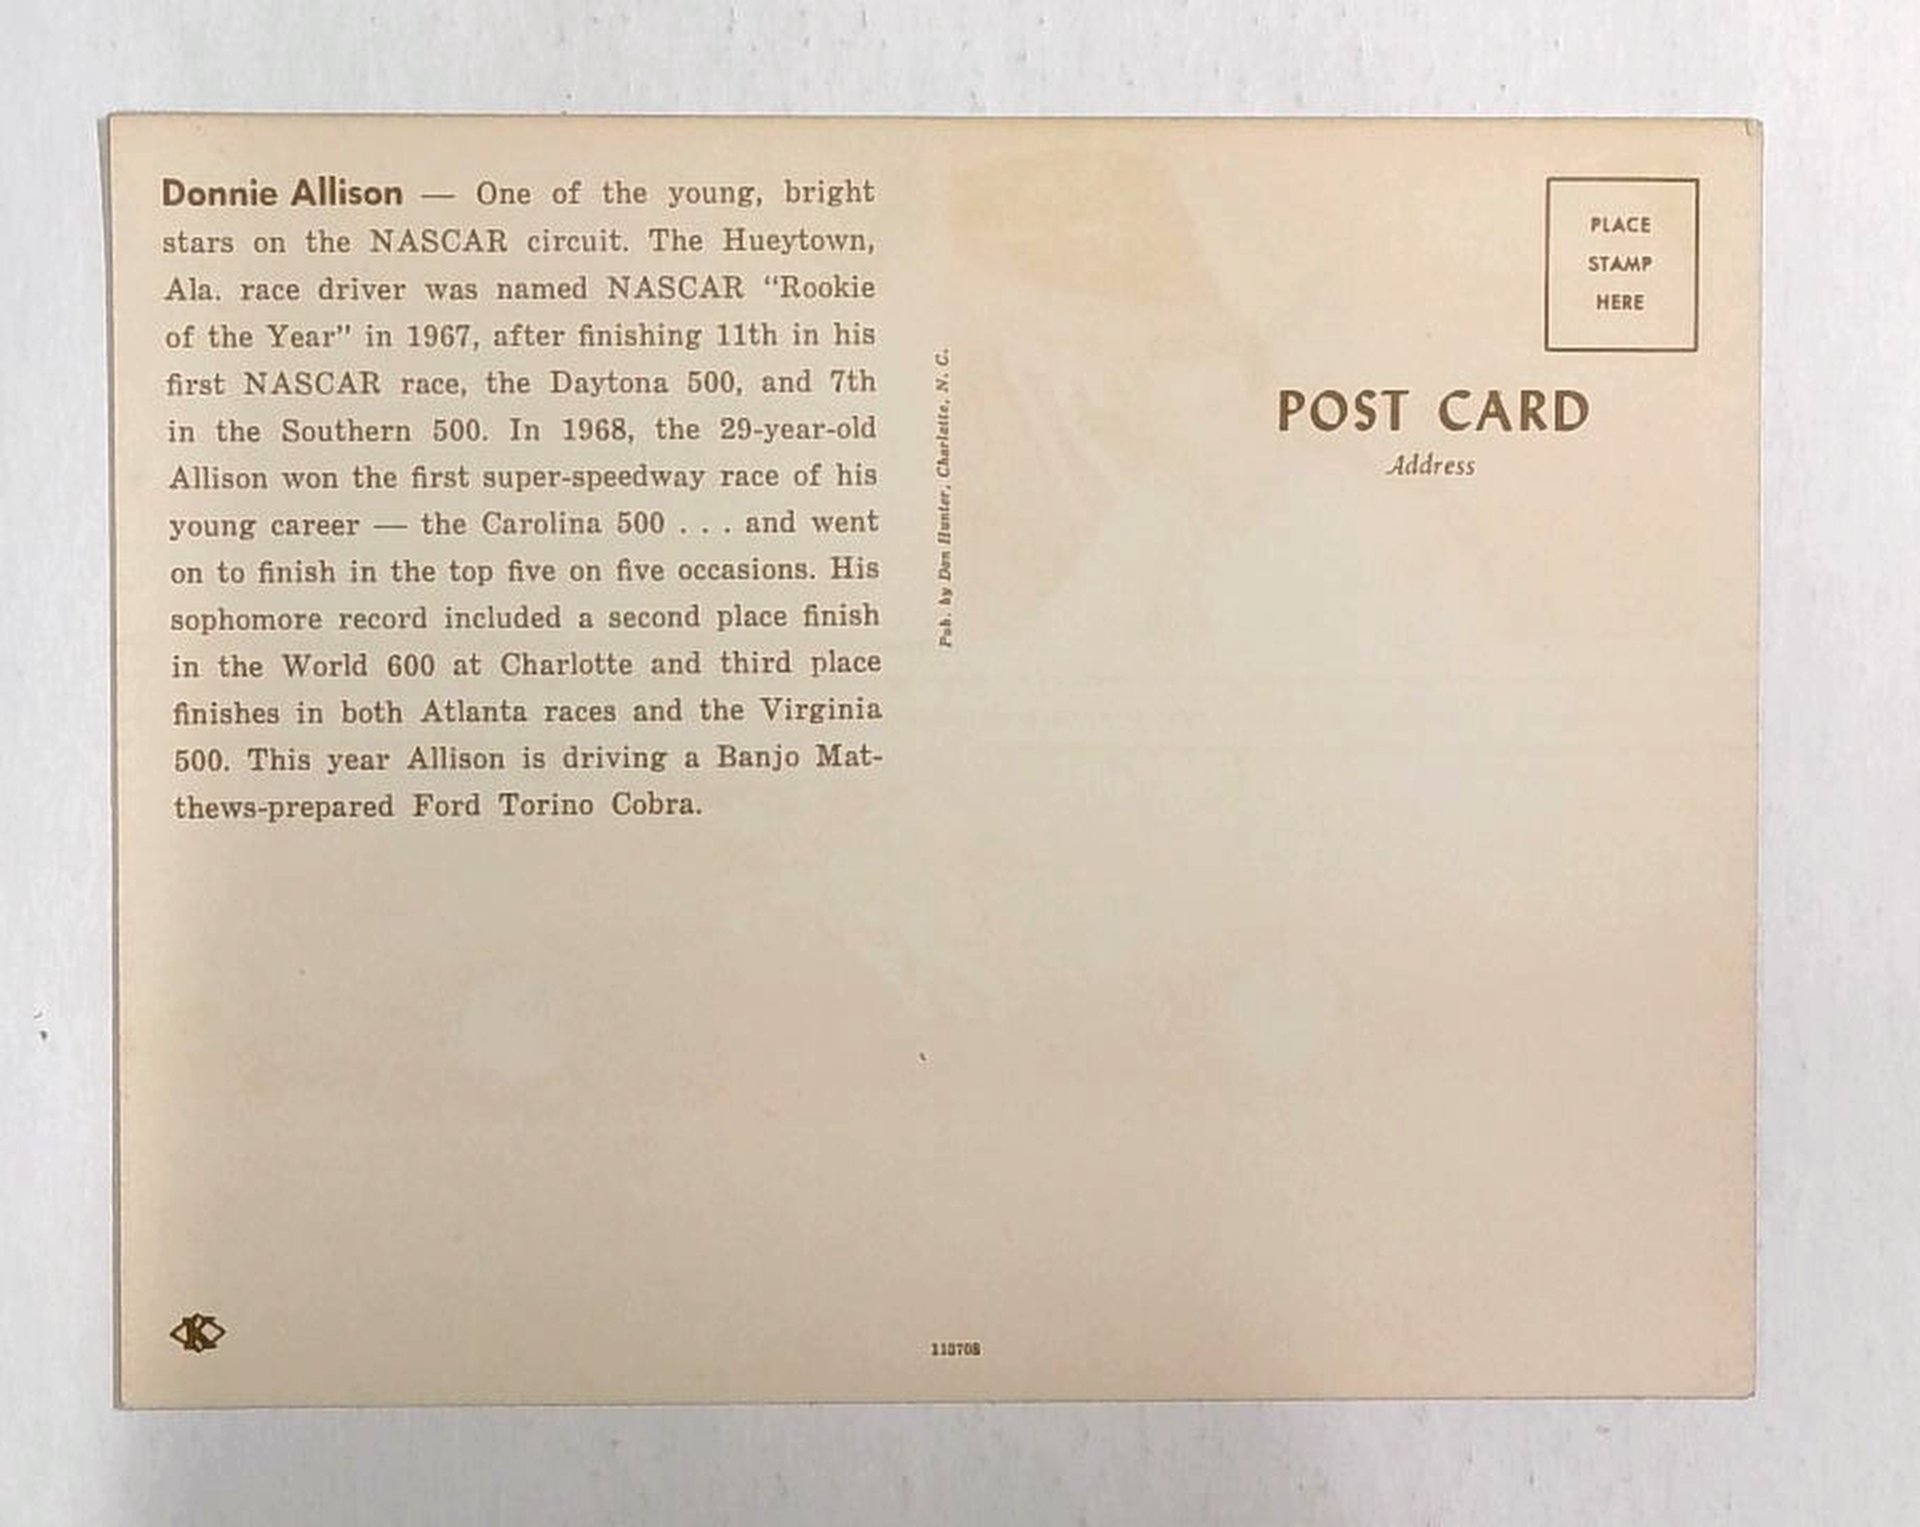 Donnie Allison — One of the young, bright
stars on the NASCAR circuit. The Hueytown,
Ala. race driver was named NASCAR “Rookie
of the Year” in 1967, after finishing 11th in his
first NASCAR race, the Daytona 500, and 7th
in the Southern 500. In 1968, the 29-year-old
Allison won the first super-speedway race of his
young career — the Carolina 500 . . . and went
on to finish in the top five on five occasions. His
sophomore record included a second place finish
in the World 600 at Charlotte and third place
finishes in both Atlanta races and the Virginia
500. This year Allison is driving a Banjo Mat-
thews-prepared Ford Torino Cobra.
Pub. by Don Hunter, Charlotte, N. C.
PLACE
STAMP
HERE
POST CARD
Address
K
113708